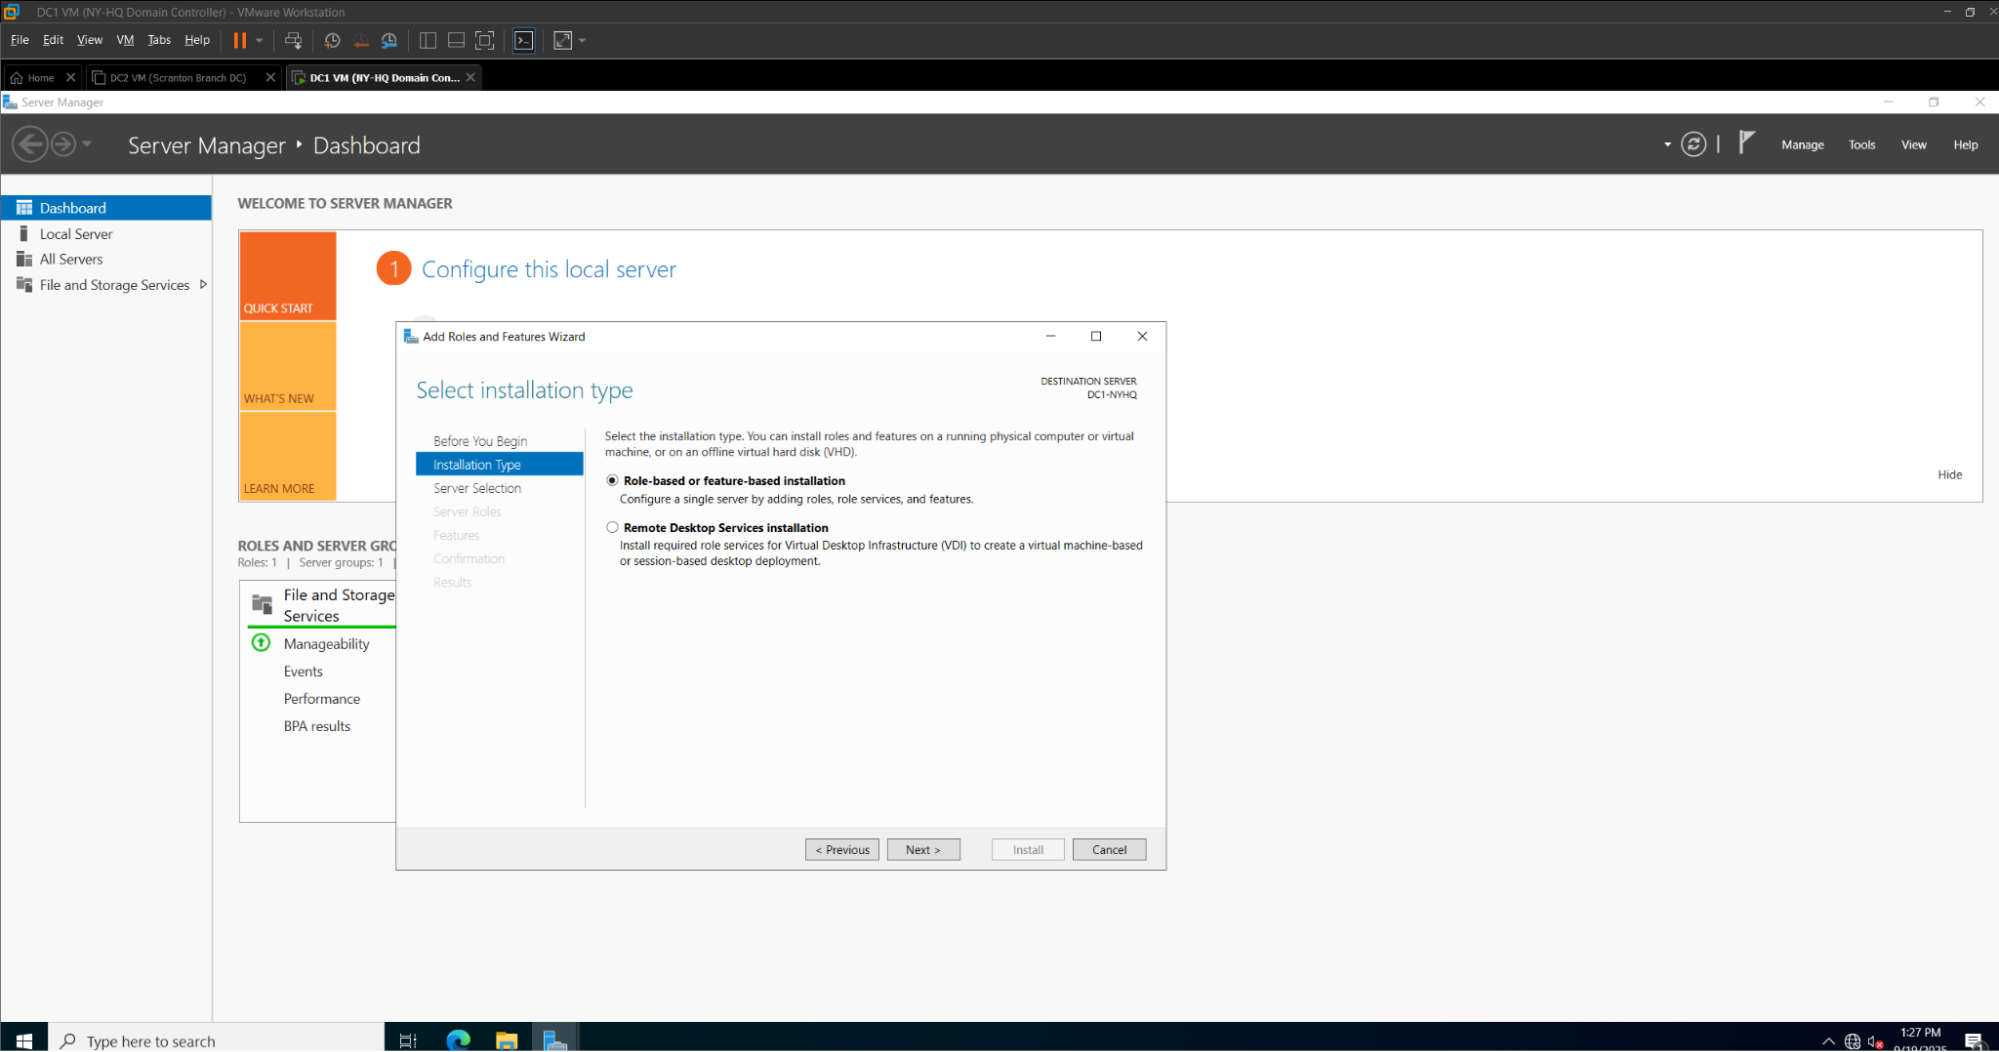 DC1 VM (NY-HQ Domain Controller) - VMware Workstation
File Edit View VM Tabs Help
Home DC2 VM (Scranton Branch DC) DC1 VM (NY-HQ Domain Con...
Server Manager
Server Manager ‣ Dashboard
Manage Tools View Help
Dashboard
Local Server
All Servers
File and Storage Services
WELCOME TO SERVER MANAGER
QUICK START
WHAT'S NEW
LEARN MORE
1 Configure this local server
Hide
ROLES AND SERVER GRO
Roles: 1 | Server groups: 1 |
File and Storage
Services
Manageability
Events
Performance
BPA results
Add Roles and Features Wizard
Select installation type
DESTINATION SERVER
DC1-NYHQ
Before You Begin
Installation Type
Server Selection
Server Roles
Features
Confirmation
Results
Select the installation type. You can install roles and features on a running physical computer or virtual
machine, or on an offline virtual hard disk (VHD).
Role-based or feature-based installation
Configure a single server by adding roles, role services, and features.
Remote Desktop Services installation
Install required role services for Virtual Desktop Infrastructure (VDI) to create a virtual machine-based
or session-based desktop deployment.
< Previous Next > Install Cancel
Type here to search
1:27 PM
9/19/2025
1